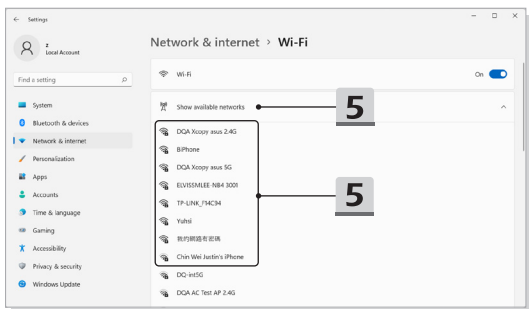 Settings
z
Local Account
Find a setting
System
Bluetooth & devices
Network & internet
Personalization
Apps
Accounts
Time & language
Gaming
Accessibility
Privacy & security
Windows Update
Network & internet › Wi-Fi
Wi-Fi
On
Show available networks
5
DQA Xcopy asus 2.4G
BiPhone
DQA Xcopy asus 5G
ELVISSMLEE-NB4 3001
5
TP-LINK_F14C94
Yuhsi
我的網路有密碼
Chin Wei Justin's iPhone
DQ-int5G
DQA AC Test AP 2.4G